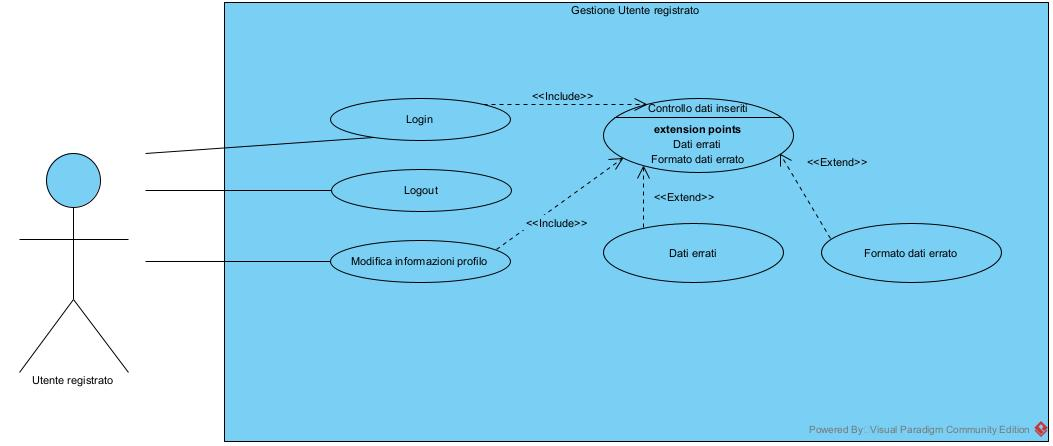 Gestione Utente registrato
<<Include>>
Controllo dati inseriti
Login
extension points
Dati errati
Formato dati errato
<<Extend>>
Logout
<<Extend>>
<<Include>>
Modifica informazioni profilo
Dati errati
Formato dati errato
Utente registrato
Powered By: Visual Paradigm Community Edition